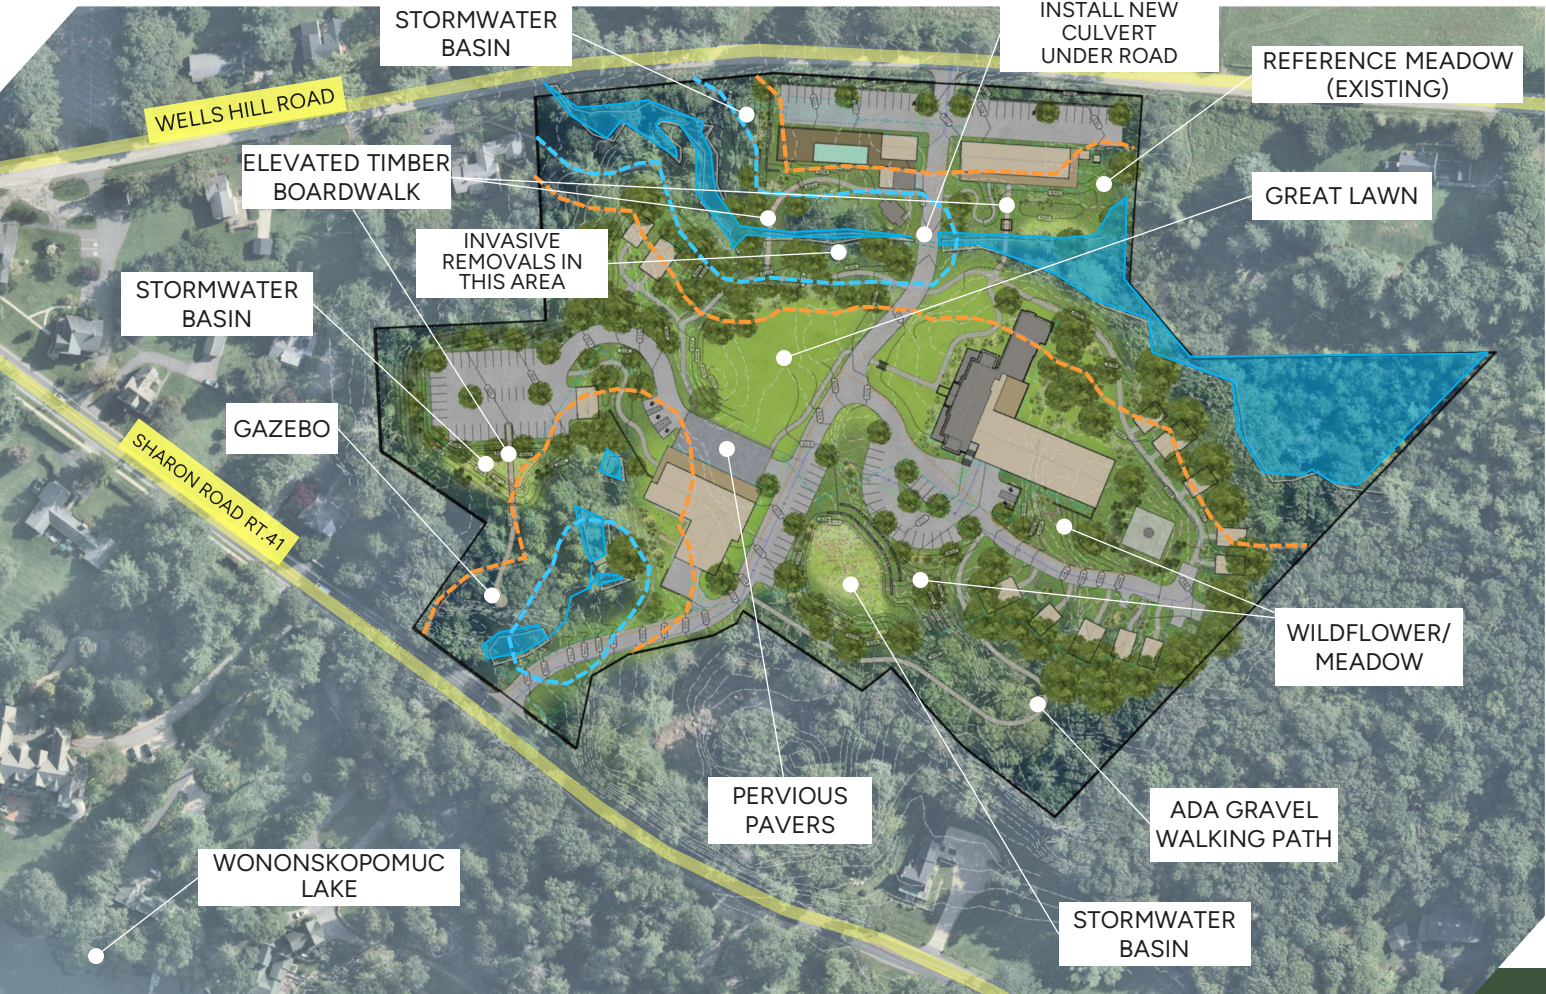 STORMWATER
BASIN
INSTALL NEW
CULVERT
UNDER ROAD
REFERENCE MEADOW
(EXISTING)
WELLS HILL ROAD
ELEVATED TIMBER
BOARDWALK
GREAT LAWN
INVASIVE
REMOVALS IN
THIS AREA
STORMWATER
BASIN
GAZEBO
SHARON ROAD RT.41
WILDFLOWER/
MEADOW
PERVIOUS
PAVERS
ADA GRAVEL
WALKING PATH
WONONSKOPOMUC
LAKE
STORMWATER
BASIN